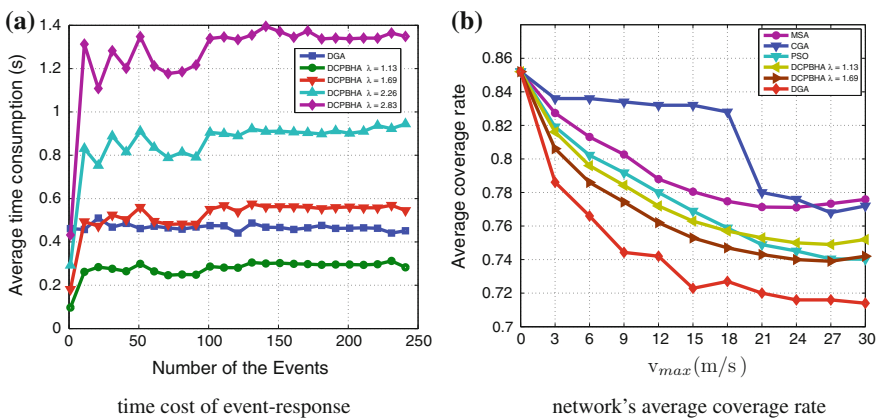 (a)
1.4
1.2
1
0.8
0.6
0.4
0.2
0
0
50
100
150
200
250
Average time consumption (s)
Number of the Events
DGA
DCPBHA λ = 1.13
DCPBHA λ = 1.69
DCPBHA λ = 2.26
DCPBHA λ = 2.83
time cost of event-response
(b)
0.86
0.84
0.82
0.8
0.78
0.76
0.74
0.72
0.7
0
3
6
9
12
15
18
21
24
27
30
Average coverage rate
v_max(m/s)
MSA
CGA
PSO
DCPBHA λ = 1.13
DCPBHA λ = 1.69
DGA
network's average coverage rate